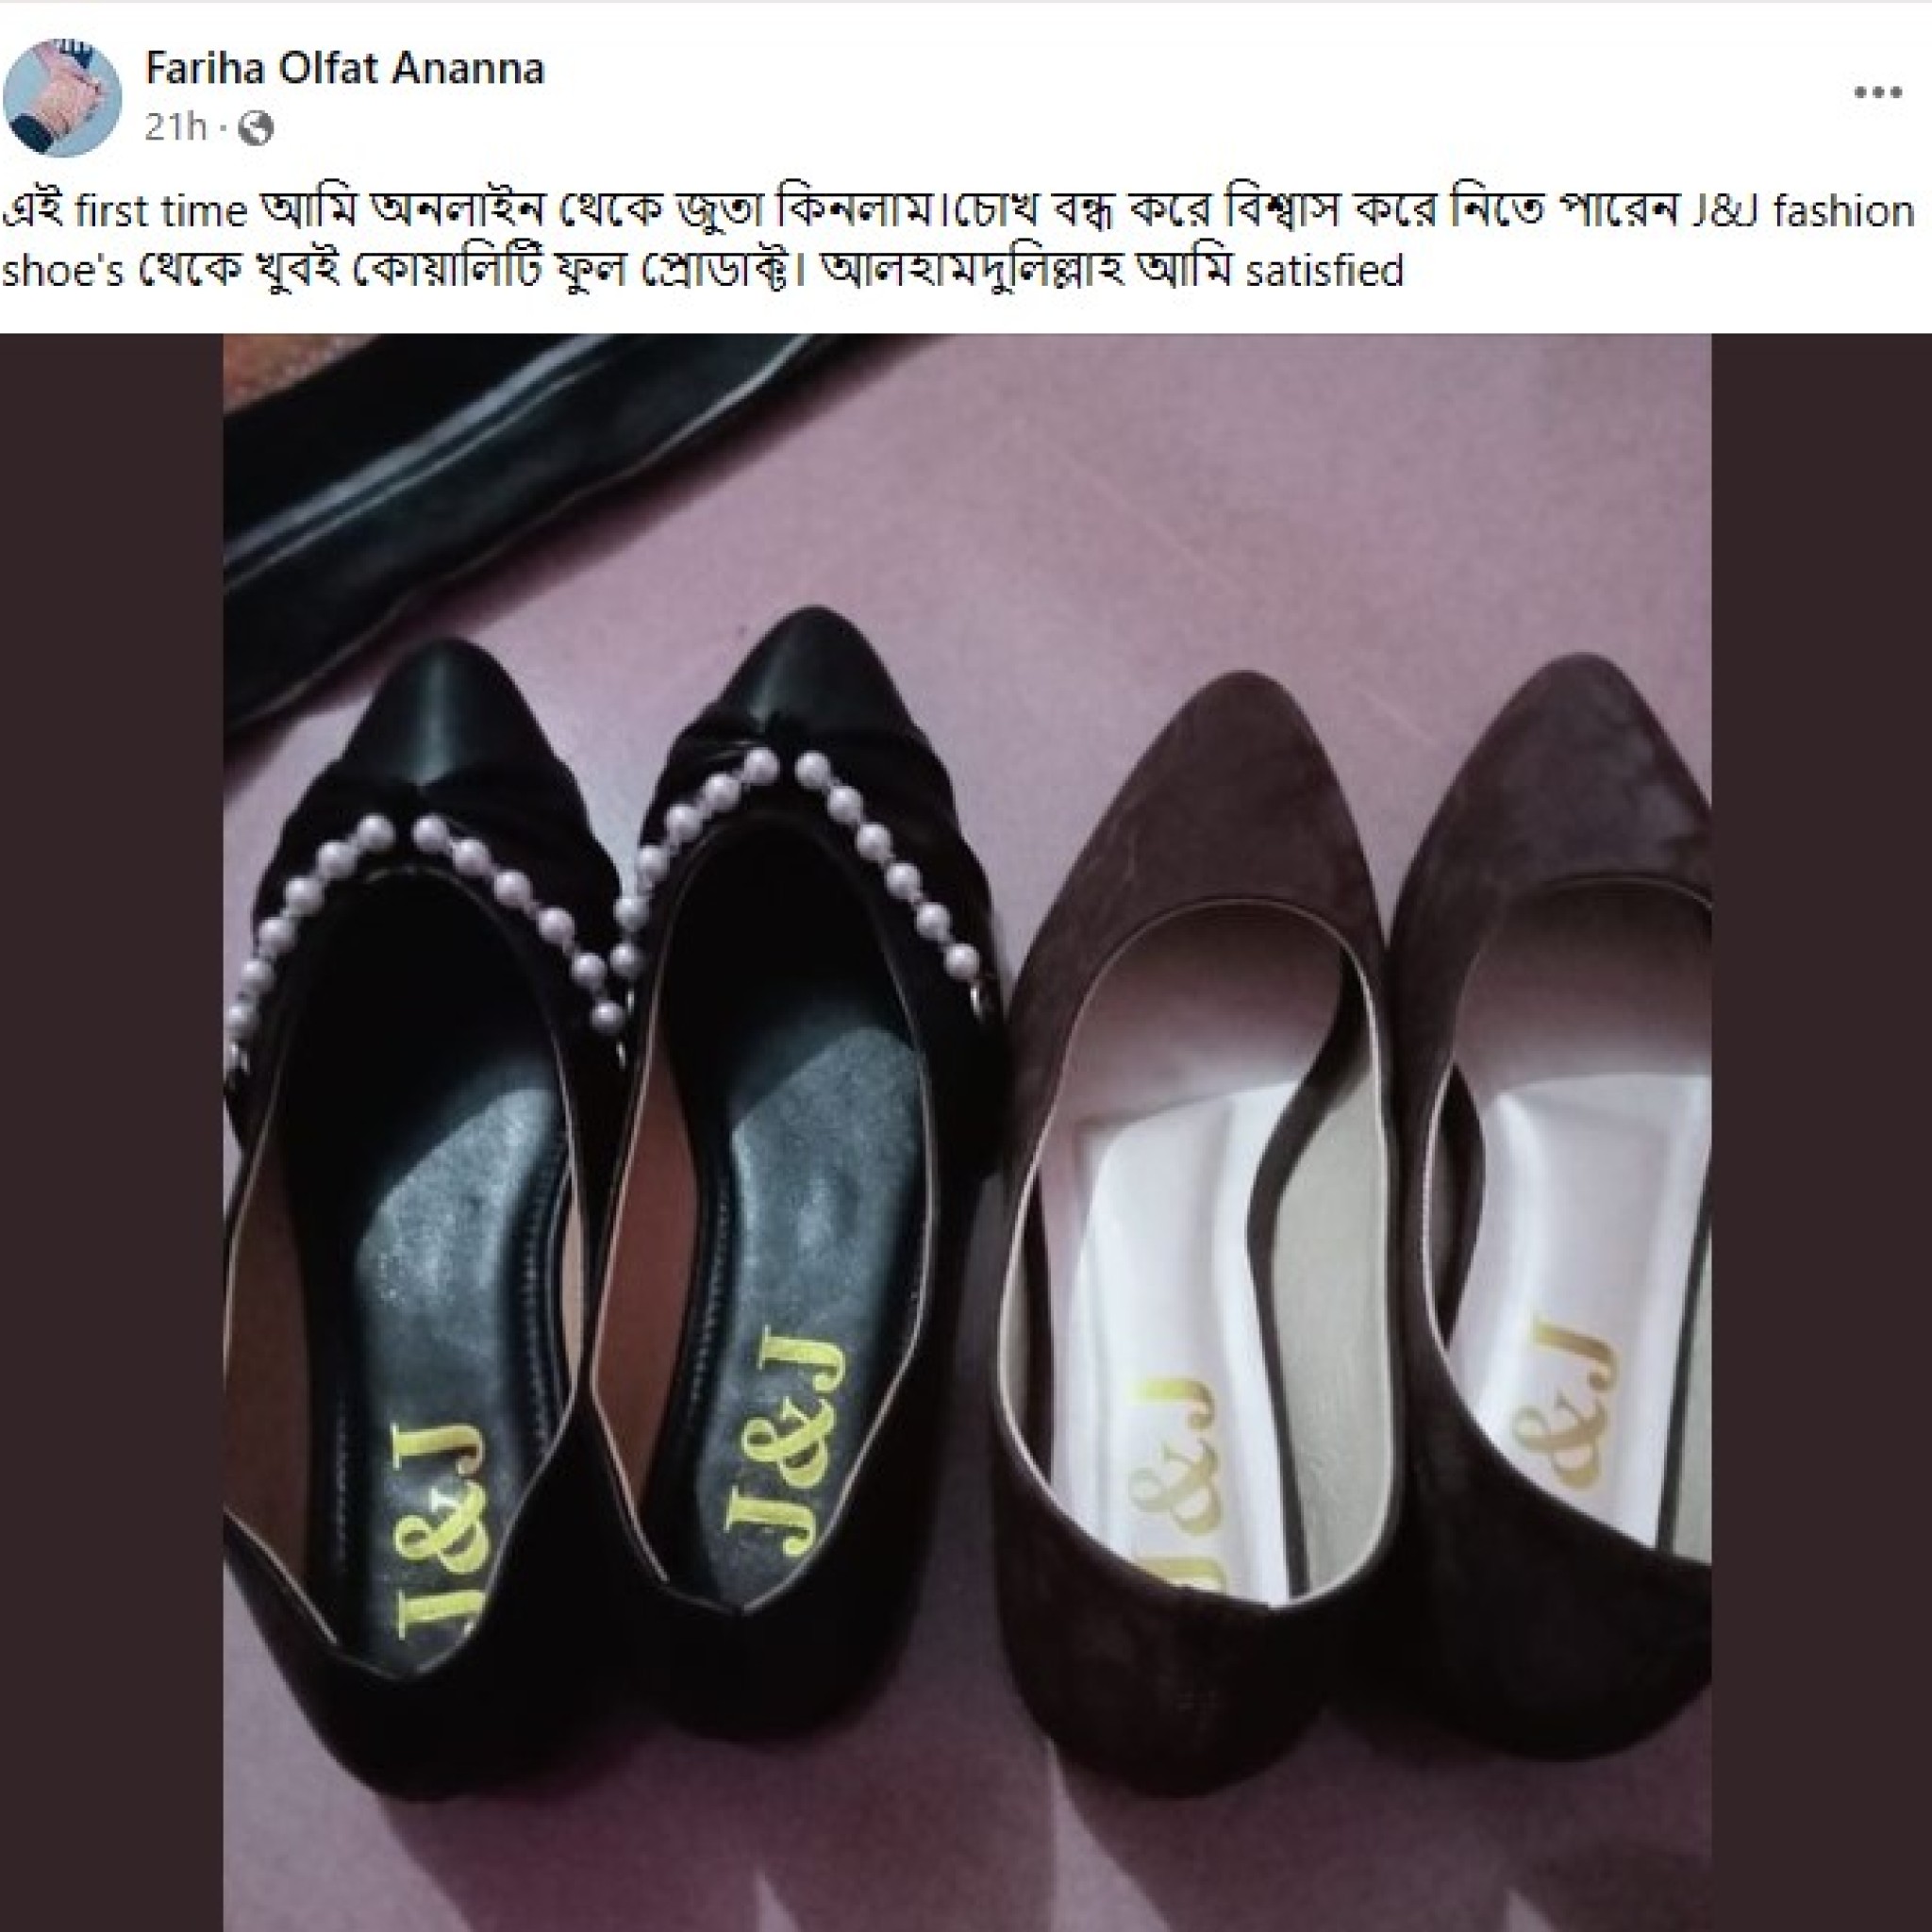 Fariha Olfat Ananna
21h ·
এই first time আমি অনলাইন থেকে জুতা কিনলাম।চোখ বন্ধ করে বিশ্বাস করে নিতে পারেন J&J fashion
shoe's থেকে খুবই কোয়ালিটি ফুল প্রোডাক্ট। আলহামদুলিল্লাহ আমি satisfied
J&J
J&J
J&J
&J